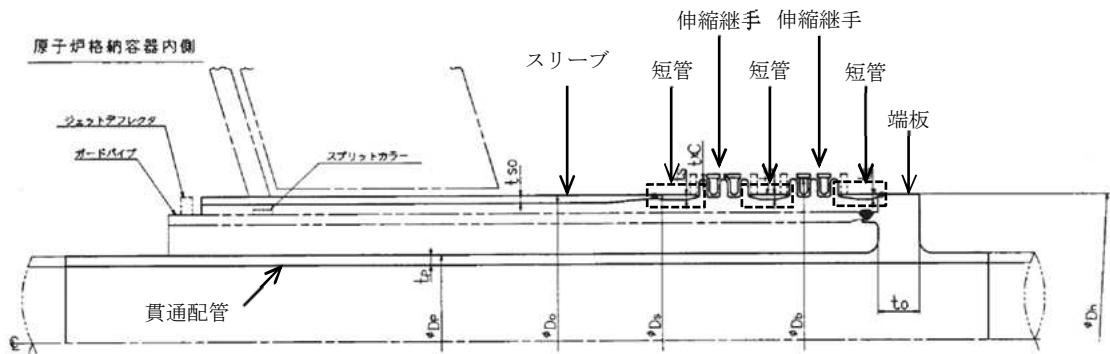 伸縮継手 伸縮継手
原子炉格納容器内側
スリーブ
短管 短管 短管
ジェットデフレクタ
端板
ガードパイプ
スプリットカラー
tso
tc
tp
貫通配管
to
φDp
φDo
φDs
φDb
φDh